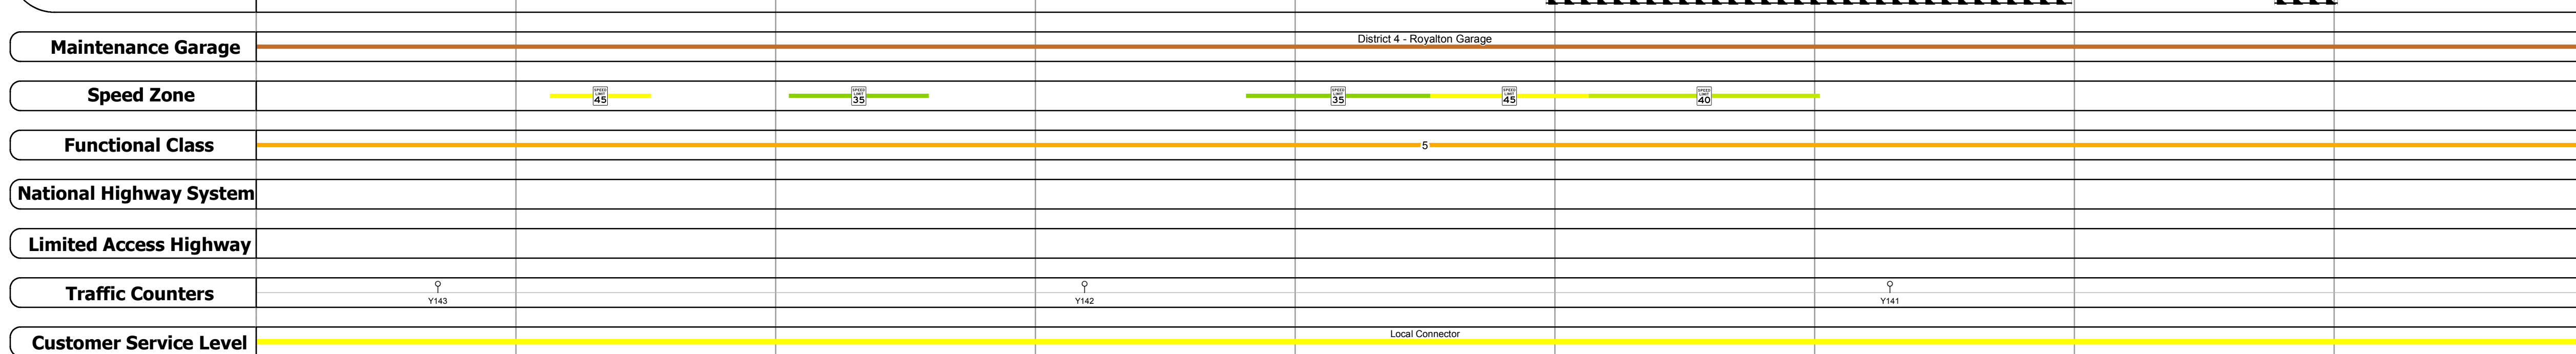 Maintenance Garage
District 4 - Royalton Garage
Speed Zone
SPEED LIMIT 45
SPEED LIMIT 35
SPEED LIMIT 35
SPEED LIMIT 45
SPEED LIMIT 40
Functional Class
5
National Highway System
Limited Access Highway
Traffic Counters
Y143
Y142
Y141
Customer Service Level
Local Connector